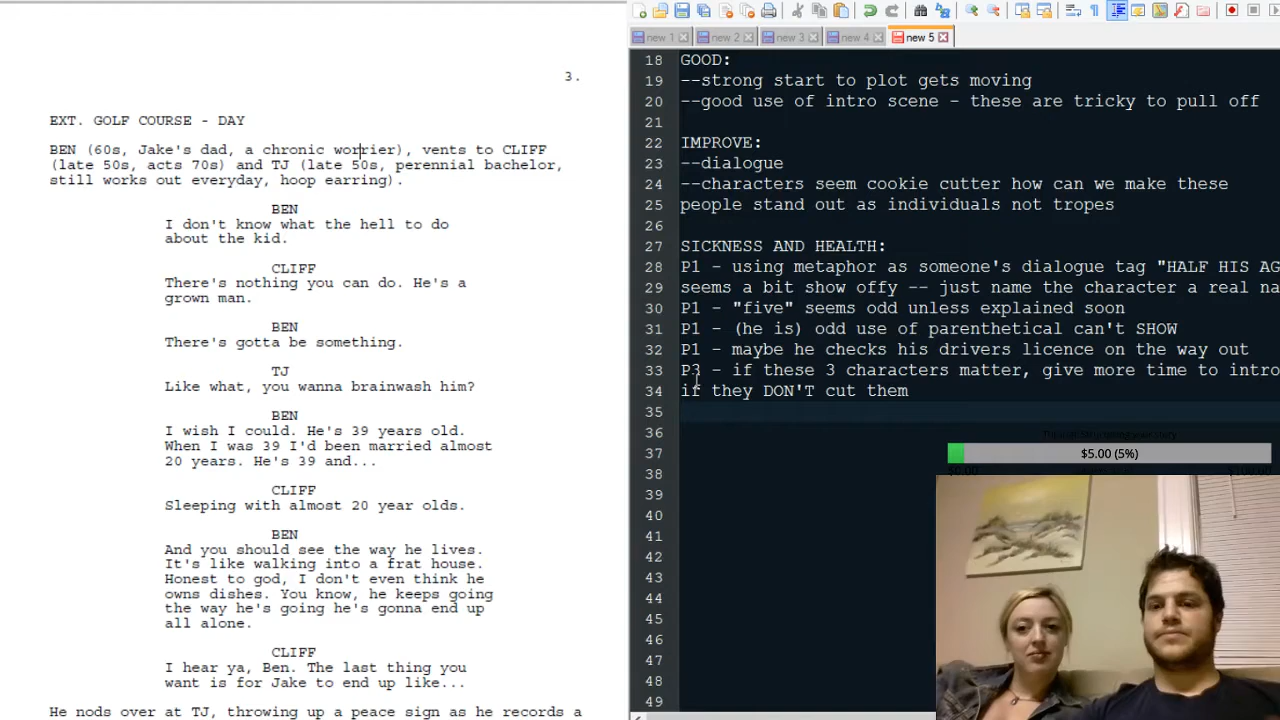 3.
EXT. GOLF COURSE - DAY
BEN (60s, Jake's dad, a chronic worrier), vents to CLIFF
(late 50s, acts 70s) and TJ (late 50s, perennial bachelor,
still works out everyday, hoop earring).
BEN
I don't know what the hell to do
about the kid.
CLIFF
There's nothing you can do. He's a
grown man.
BEN
There's gotta be something.
TJ
Like what, you wanna brainwash him?
BEN
I wish I could. He's 39 years old.
When I was 39 I'd been married almost
20 years. He's 39 and...
CLIFF
Sleeping with almost 20 year olds.
BEN
And you should see the way he lives.
It's like walking into a frat house.
Honest to god, I don't even think he
owns dishes. You know, he keeps going
the way he's going he's gonna end up
all alone.
CLIFF
I hear ya, Ben. The last thing you
want is for Jake to end up like...
He nods over at TJ, throwing up a peace sign as he records a
new 1 new 2 new 3 new 4 new 5
18 GOOD:
19 --strong start to plot gets moving
20 --good use of intro scene - these are tricky to pull off
21
22 IMPROVE:
23 --dialogue
24 --characters seem cookie cutter how can we make these
25 people stand out as individuals not tropes
26
27 SICKNESS AND HEALTH:
28 P1 - using metaphor as someone's dialogue tag "HALF HIS AG
29 seems a bit show offy -- just name the character a real na
30 P1 - "five" seems odd unless explained soon
31 P1 - (he is) odd use of parenthetical can't SHOW
32 P1 - maybe he checks his drivers licence on the way out
33 P3 - if these 3 characters matter, give more time to intro
34 if they DON'T cut them
35
36
37
38
39
40
41
42
43
44
45
46
47
48
49
$5.00 (5%)